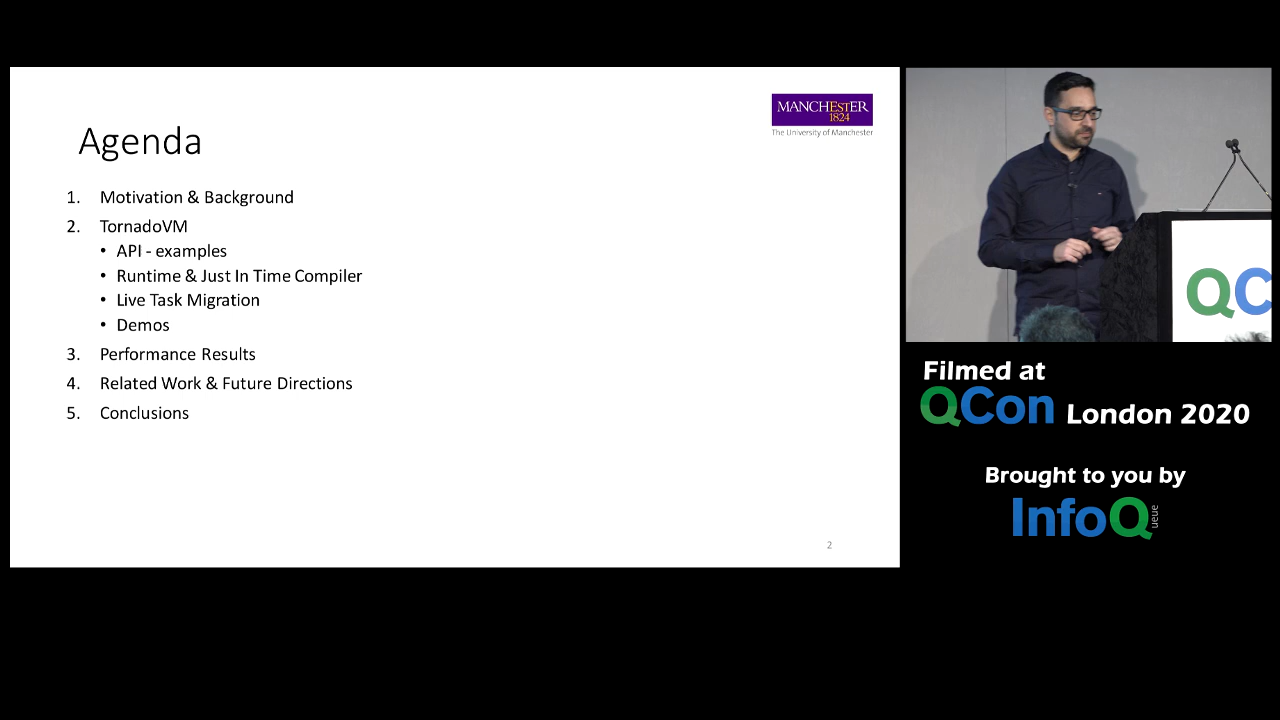 Agenda
MANCHESTER
1824
The University of Manchester
1. Motivation & Background
2. TornadoVM
• API - examples
• Runtime & Just In Time Compiler
• Live Task Migration
• Demos
3. Performance Results
4. Related Work & Future Directions
5. Conclusions
2
QC
Filmed at
QCon London 2020
Brought to you by
InfoQueue